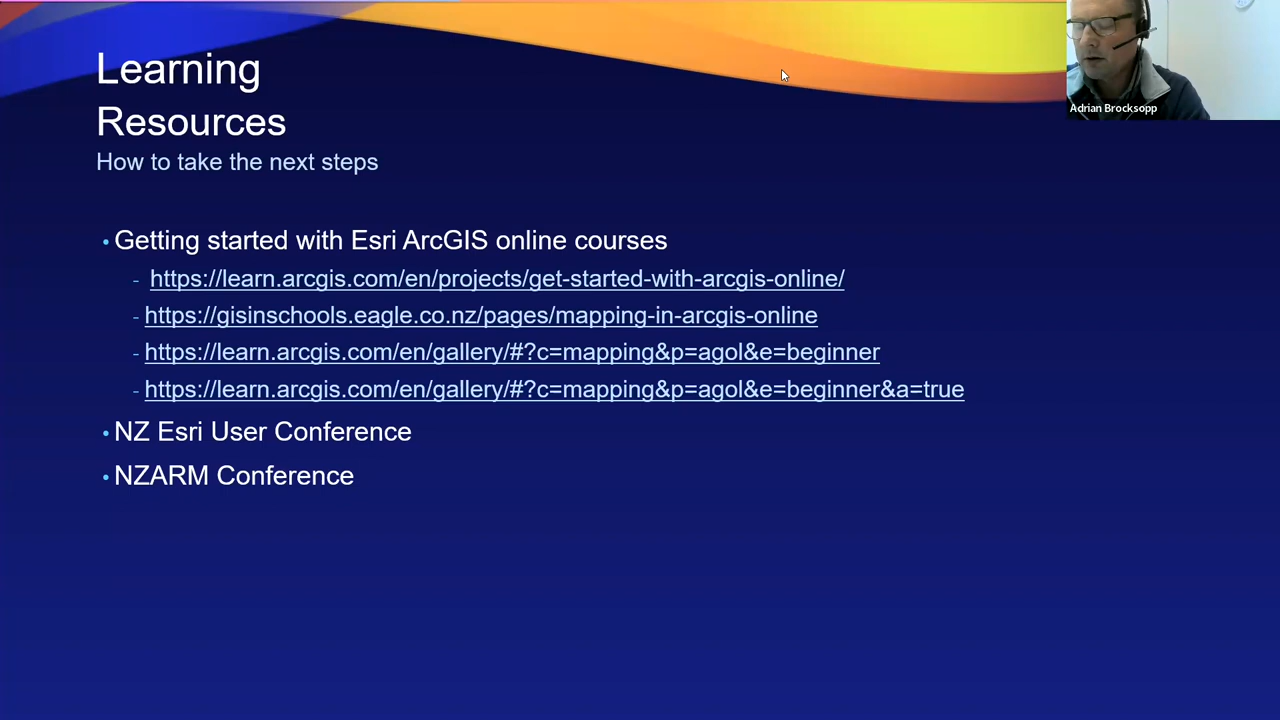 Learning
Resources
How to take the next steps
• Getting started with Esri ArcGIS online courses
- https://learn.arcgis.com/en/projects/get-started-with-arcgis-online/
- https://gisinschools.eagle.co.nz/pages/mapping-in-arcgis-online
- https://learn.arcgis.com/en/gallery/#?c=mapping&p=agol&e=beginner
- https://learn.arcgis.com/en/gallery/#?c=mapping&p=agol&e=beginner&a=true
• NZ Esri User Conference
• NZARM Conference
Adrian Brocksopp